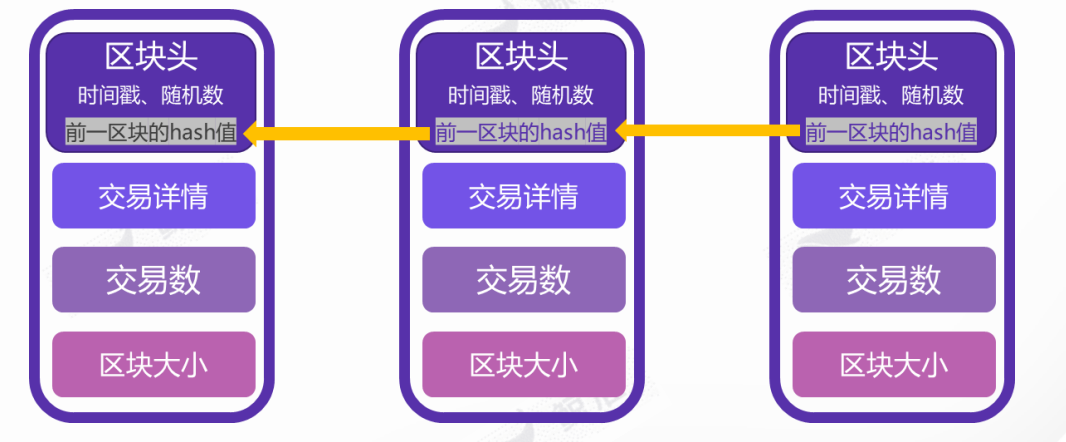 区块头
时间戳、随机数
前一区块的hash值
交易详情
交易数
区块大小
区块头
时间戳、随机数
前一区块的hash值
交易详情
交易数
区块大小
区块头
时间戳、随机数
前一区块的hash值
交易详情
交易数
区块大小